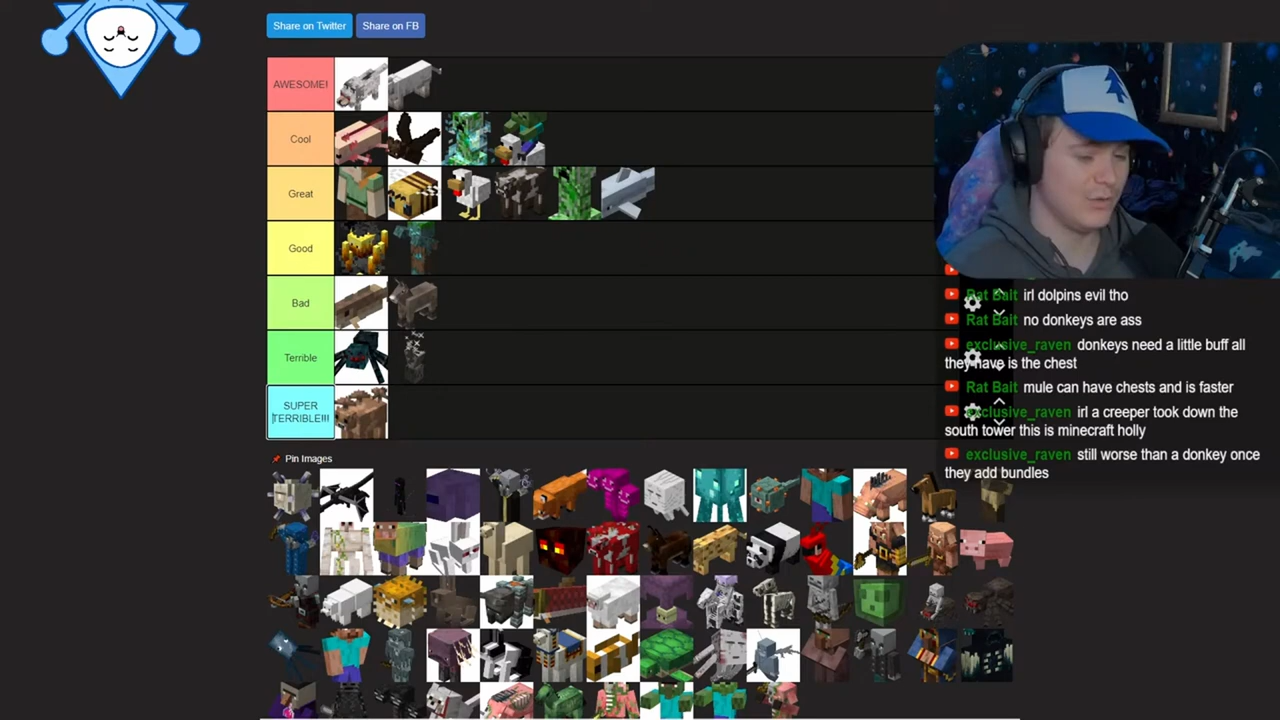 Share on Twitter
Share on FB
AWESOME!
Cool
Great
Good
Bad
Terrible
SUPER
TERRIBLE!!!
Pin Images
Rat Bait irl dolpins evil tho
Rat Bait no donkeys are ass
exclusive_raven donkeys need a little buff all
they have is the chest
Rat Bait mule can have chests and is faster
exclusive_raven irl a creeper took down the
south tower this is minecraft holly
exclusive_raven still worse than a donkey once
they add bundles